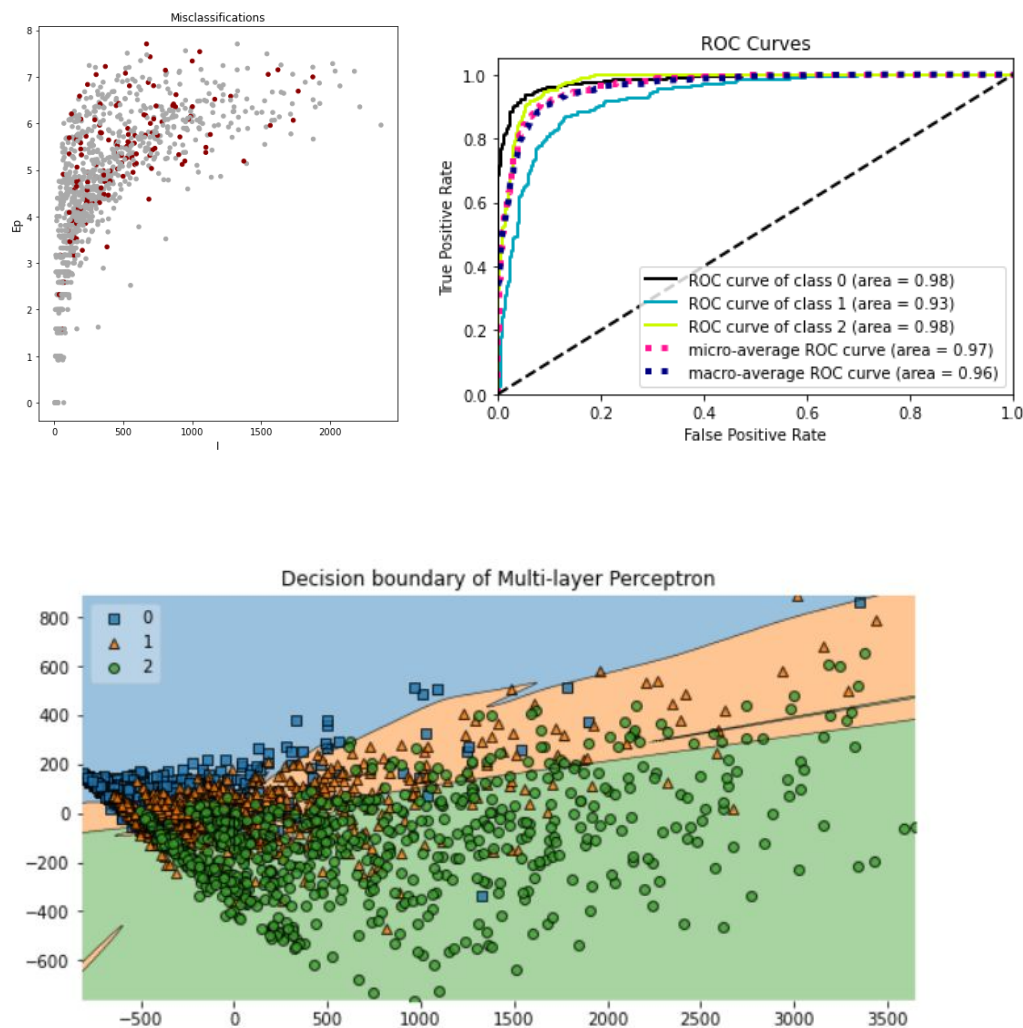 Misclassifications
8
7
6
5
4
3
2
1
0
Ep
0 500 1000 1500 2000
I
ROC Curves
1.0
0.8
0.6
0.4
0.2
0.0
True Positive Rate
ROC curve of class 0 (area = 0.98)
ROC curve of class 1 (area = 0.93)
ROC curve of class 2 (area = 0.98)
micro-average ROC curve (area = 0.97)
macro-average ROC curve (area = 0.96)
0.0 0.2 0.4 0.6 0.8 1.0
False Positive Rate
Decision boundary of Multi-layer Perceptron
0
1
2
800
600
400
200
0
−200
−400
−600
−500 0 500 1000 1500 2000 2500 3000 3500